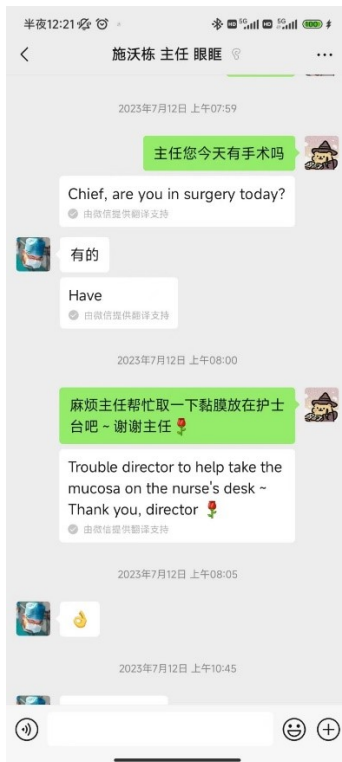 半夜12:21
施沃栋 主任 眼眶
2023年7月12日 上午07:59
主任您今天有手术吗
Chief, are you in surgery today?
由微信提供翻译支持
有的
Have
由微信提供翻译支持
2023年7月12日 上午08:00
麻烦主任帮忙取一下黏膜放在护士
台吧~谢谢主任🌹
Trouble director to help take the
mucosa on the nurse's desk ~
Thank you, director 🌹
由微信提供翻译支持
2023年7月12日 上午08:05
👌
2023年7月12日 上午10:45